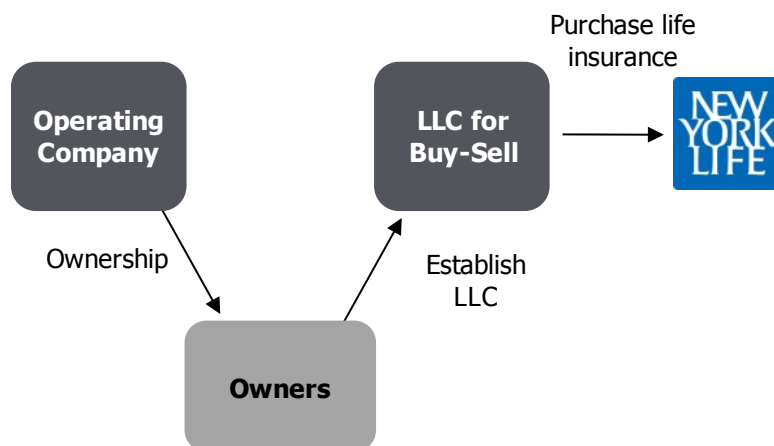 Purchase life
insurance
Operating
Company
LLC for
Buy-Sell
NEW
YORK
LIFE
Ownership
Establish
LLC
Owners